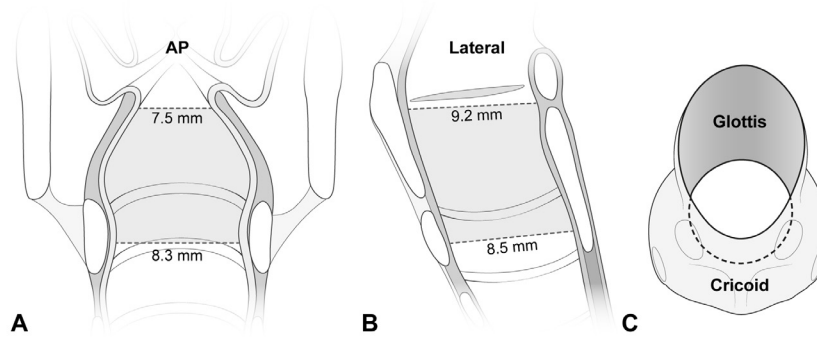 AP
7.5 mm
8.3 mm
A
Lateral
9.2 mm
8.5 mm
B
Glottis
Cricoid
C